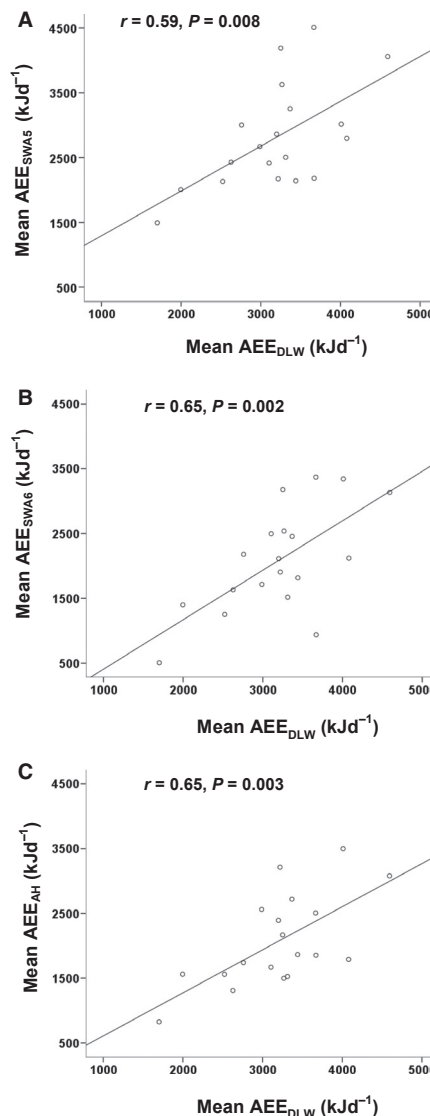 A
r = 0.59, P = 0.008
4500
3500
2500
1500
500
Mean AEE_SWA5 (kJd⁻¹)
1000 2000 3000 4000 5000
Mean AEE_DLW (kJd⁻¹)
B
r = 0.65, P = 0.002
4500
3500
2500
1500
500
Mean AEE_SWA6 (kJd⁻¹)
1000 2000 3000 4000 5000
Mean AEE_DLW (kJd⁻¹)
C
r = 0.65, P = 0.003
4500
3500
2500
1500
500
Mean AEE_AH (kJd⁻¹)
1000 2000 3000 4000 5000
Mean AEE_DLW (kJd⁻¹)